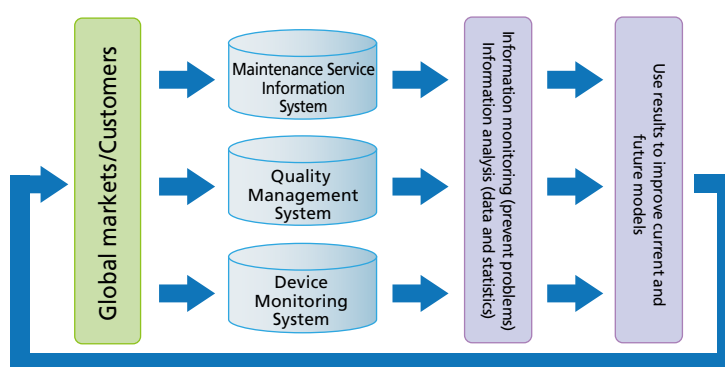 Global markets/Customers
Maintenance Service
Information
System
Quality
Management
System
Device
Monitoring
System
Information monitoring (prevent problems)
Information analysis (data and statistics)
Use results to improve current and
future models